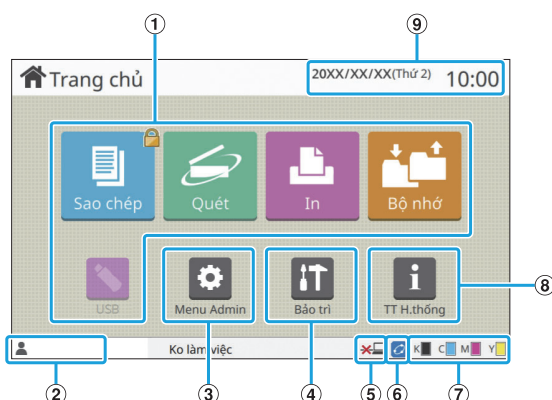 ① ⑨
Trang chủ 20XX/XX/XX(Thứ 2) 10:00
Sao chép Quét In Bộ nhớ
USB Menu Admin Bảo trì TT H.thống ⑧
Ko làm việc K C M Y
② ③ ④ ⑤ ⑥ ⑦